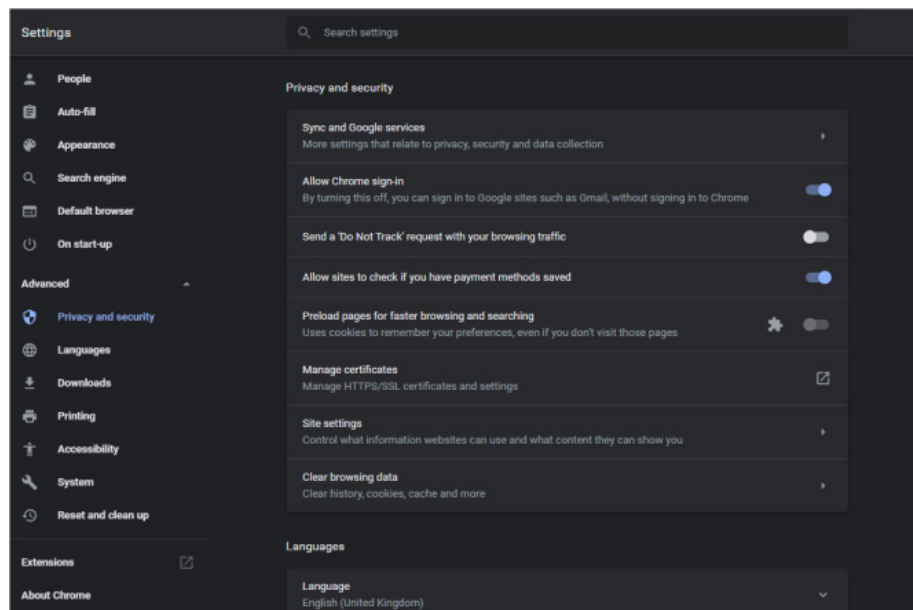 Settings
Search settings
People
Auto-fill
Appearance
Search engine
Default browser
On start-up
Advanced
Privacy and security
Languages
Downloads
Printing
Accessibility
System
Reset and clean up
Extensions
About Chrome
Privacy and security
Sync and Google services
More settings that relate to privacy, security and data collection
Allow Chrome sign-in
By turning this off, you can sign in to Google sites such as Gmail, without signing in to Chrome
Send a 'Do Not Track' request with your browsing traffic
Allow sites to check if you have payment methods saved
Preload pages for faster browsing and searching
Uses cookies to remember your preferences, even if you don't visit those pages
Manage certificates
Manage HTTPS/SSL certificates and settings
Site settings
Control what information websites can use and what content they can show you
Clear browsing data
Clear history, cookies, cache and more
Languages
Language
English (United Kingdom)